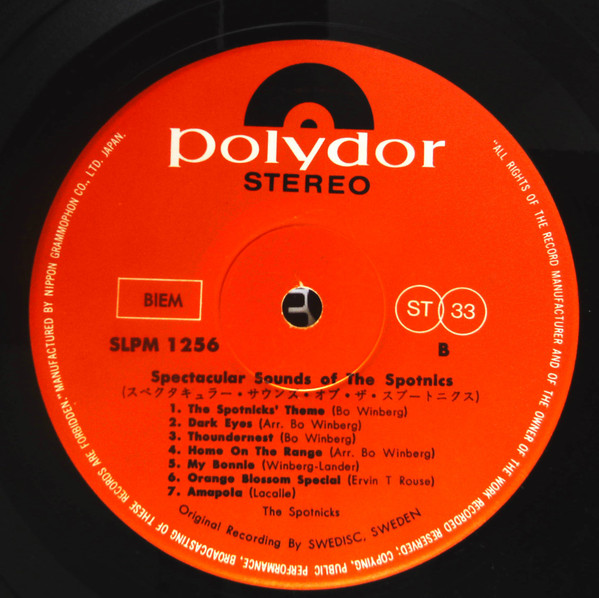 polydor
STEREO
BIEM
ST 33
SLPM 1256
B
Spectacular Sounds of The Spotnics
(スペクタキュラー・サウンズ・オブ・ザ・スプートニクス)
1. The Spotnicks' Theme (Bo Winberg)
2. Dark Eyes (Arr. Bo Winberg)
3. Thoundernest (Bo Winberg)
4. Home On The Range (Arr. Bo Winberg)
5. My Bonnie (Winberg-Lander)
6. Orange Blossom Special (Ervin T Rouse)
7. Amapola (Lacalle)
The Spotnicks
Original Recording By SWEDISC, SWEDEN
"ALL RIGHTS OF THE RECORD MANUFACTURER AND OF THE OWNER OF THE WORK RECORDED RESERVED; COPYING, PUBLIC PERFORMANCE, BROADCASTING OF THESE RECORDS ARE FORBIDDEN." MANUFACTURED BY NIPPON GRAMMOPHON CO., LTD. JAPAN.